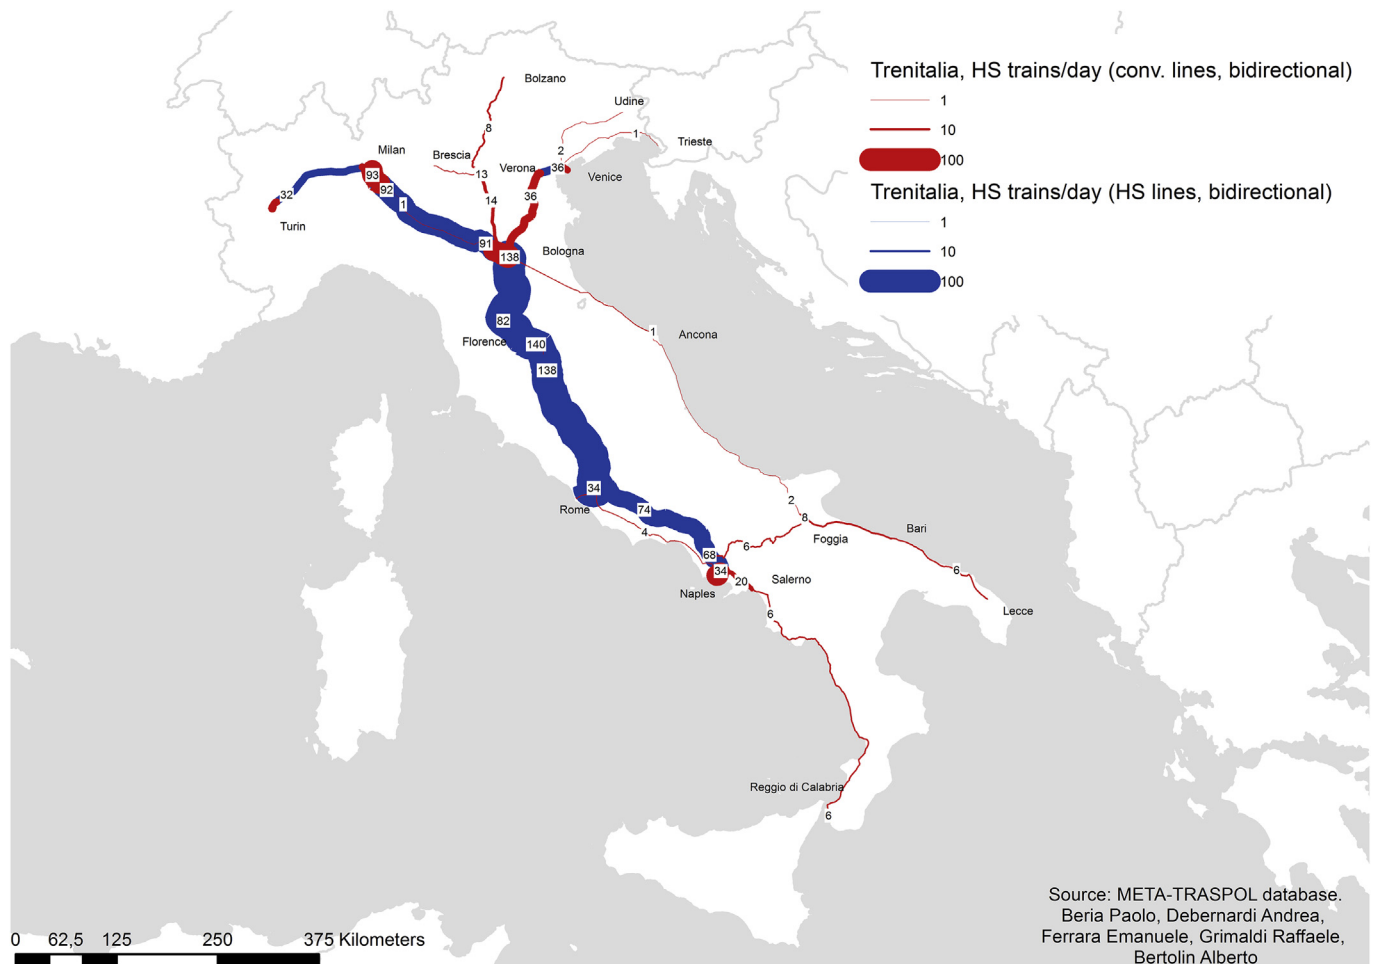 Trenitalia, HS trains/day (conv. lines, bidirectional)
1
10
100
Trenitalia, HS trains/day (HS lines, bidirectional)
1
10
100
Bolzano
Udine
8
1
Trieste
Milan
Brescia
2
Verona
36
Venice
93
13
92
32
1
14
36
Turin
91
Bologna
138
82
Florence
140
1
Ancona
138
34
Rome
74
2
4
8
Foggia
Bari
6
68
34
20
Salerno
6
Naples
6
Lecce
Reggio di Calabria
6
Source: META-TRASPOL database.
Beria Paolo, Debernardi Andrea,
Ferrara Emanuele, Grimaldi Raffaele,
Bertolin Alberto
0 62,5 125 250 375 Kilometers